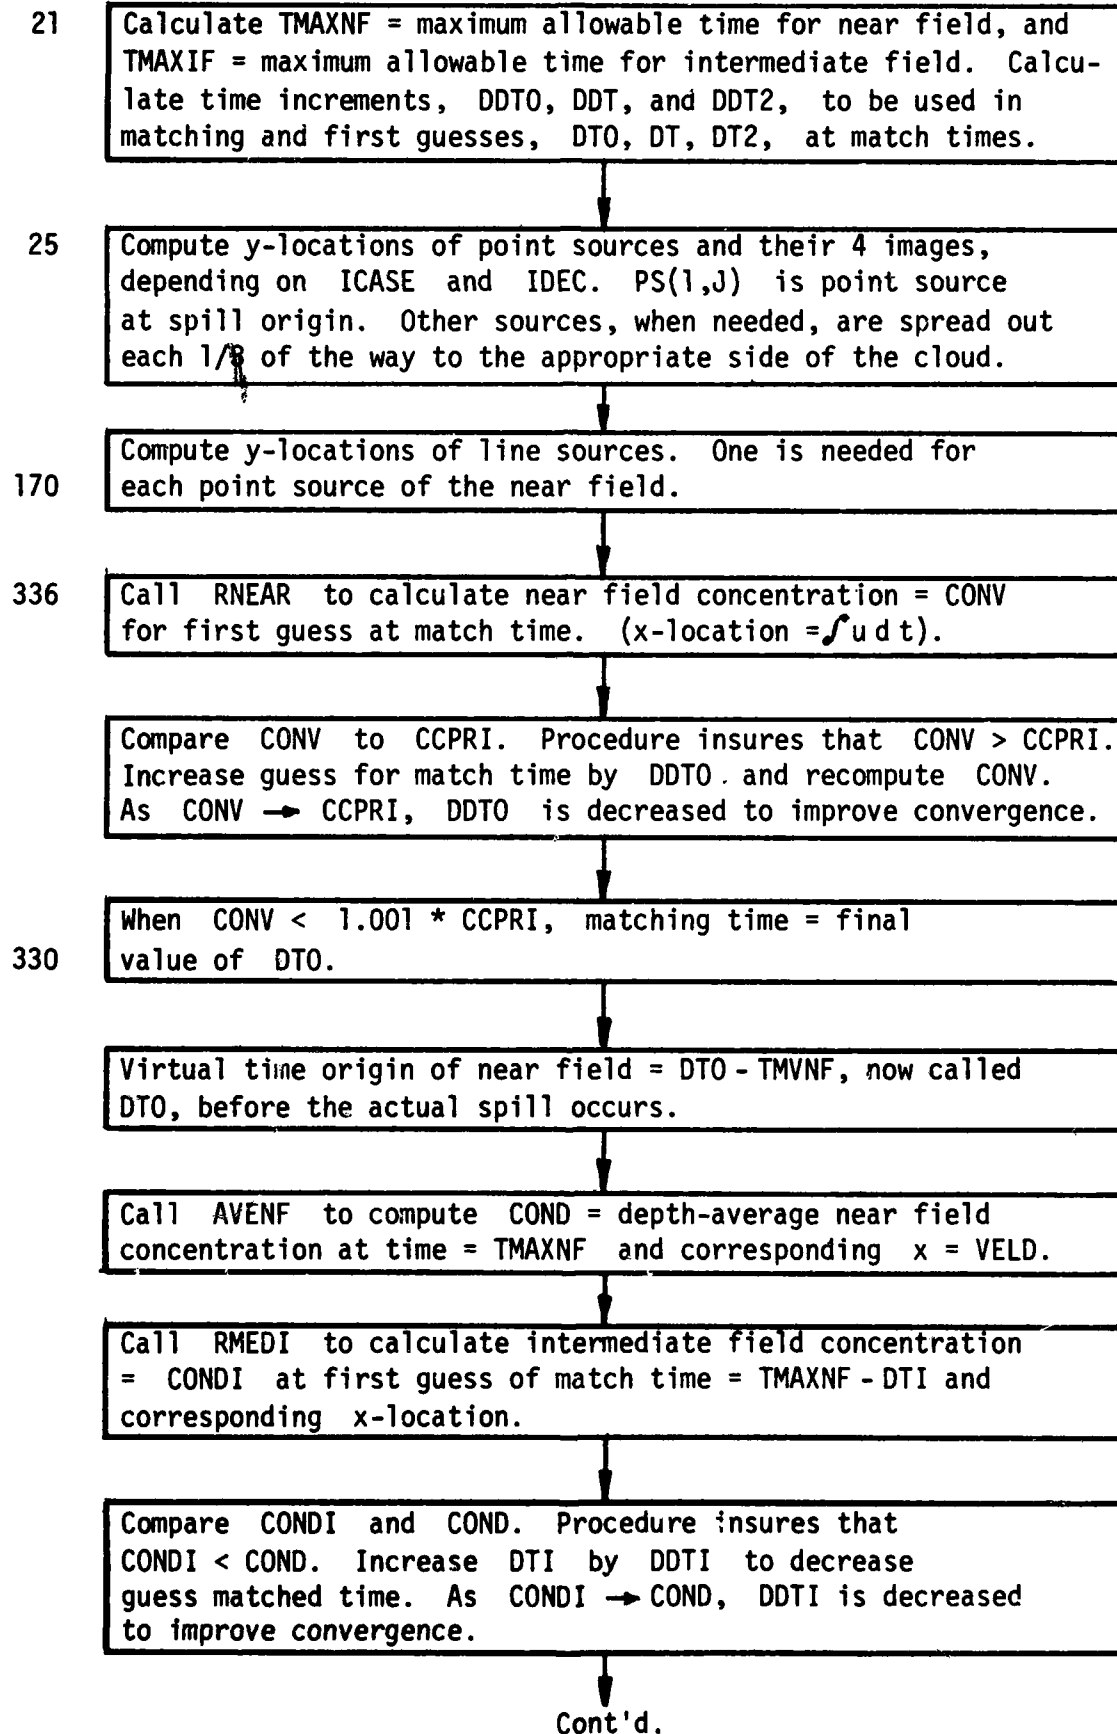 21 Calculate TMAXNF = maximum allowable time for near field, and
TMAXIF = maximum allowable time for intermediate field. Calcu-
late time increments, DDTO, DDT, and DDT2, to be used in
matching and first guesses, DTO, DT, DT2, at match times.
25 Compute y-locations of point sources and their 4 images,
depending on ICASE and IDEC. PS(1,J) is point source
at spill origin. Other sources, when needed, are spread out
each of the way to the appropriate side of the cloud.
Compute y-locations of line sources. One is needed for
170 each point source of the near field.
336 Call RNEAR to calculate near field concentration = CONV
for first guess at match time. (x-location =∫u d t).
Compare CONV to CCPRI. Procedure insures that CONV > CCPRI.
Increase guess for match time by DDTO and recompute CONV.
As CONV → CCPRI, DDTO is decreased to improve convergence.
When CONV < 1.001 * CCPRI, matching time = final
330 value of DTO.
Virtual time origin of near field = DTO - TMVNF, now called
DTO, before the actual spill occurs.
Call AVENF to compute COND = depth-average near field
concentration at time = TMAXNF and corresponding x = VELD.
Call RMEDI to calculate intermediate field concentration
= CONDI at first guess of match time = TMAXNF - DTI and
corresponding x-location.
Compare CONDI and COND. Procedure insures that
CONDI < COND. Increase DTI by DDTI to decrease
guess matched time. As CONDI → COND, DDTI is decreased
to improve convergence.
Cont'd.